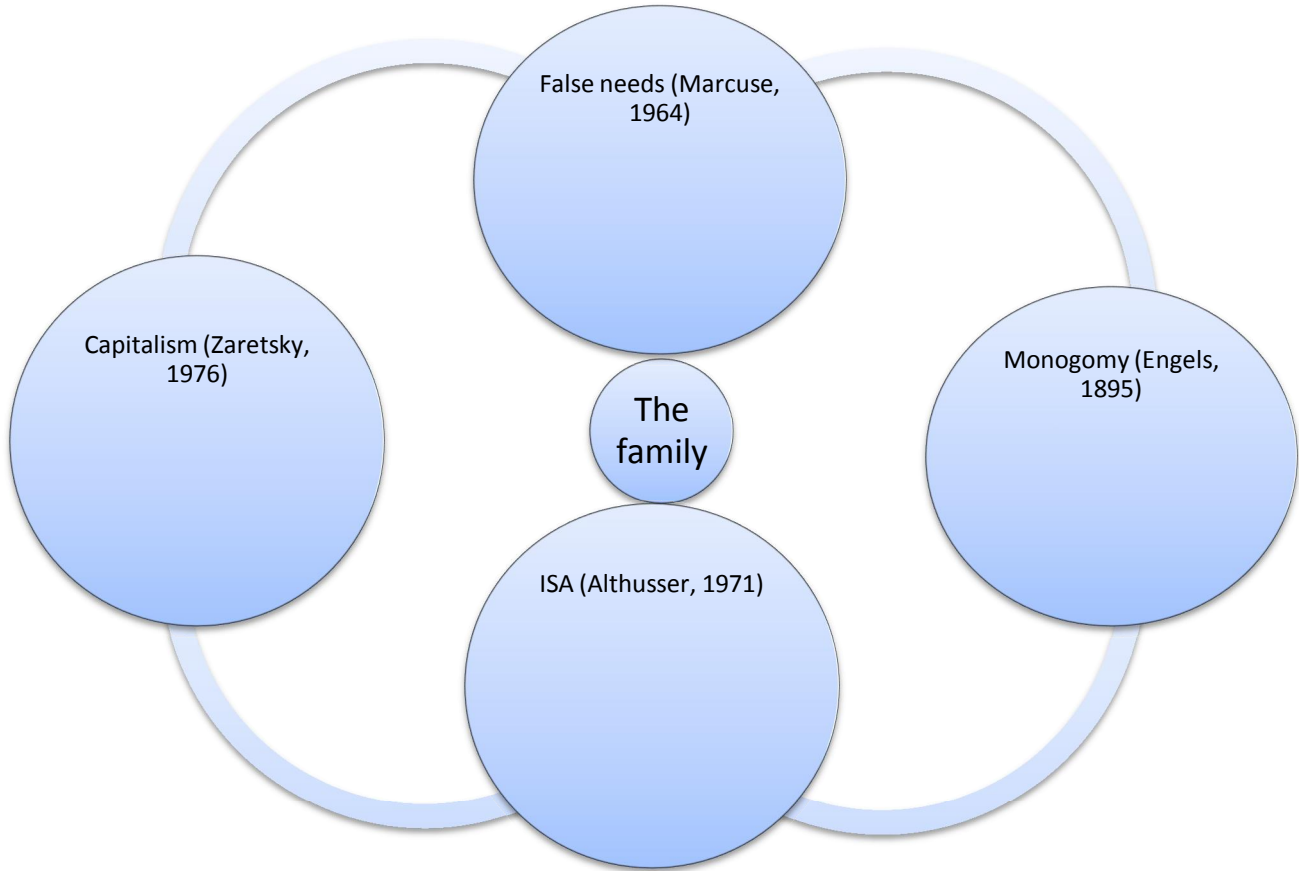 False needs (Marcuse,
1964)
Capitalism (Zaretsky,
1976)
Monogomy (Engels,
1895)
The
family
ISA (Althusser, 1971)